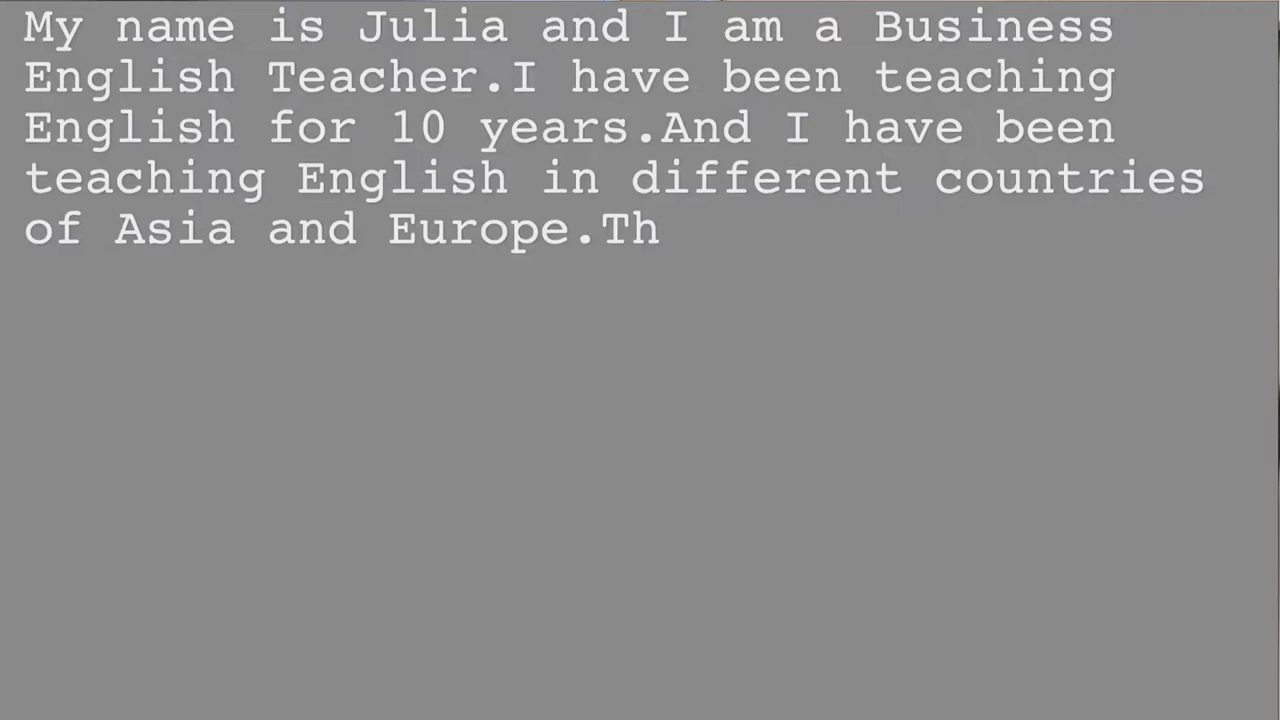 My name is Julia and I am a Business
English Teacher.I have been teaching
English for 10 years.And I have been
teaching English in different countries
of Asia and Europe.Th